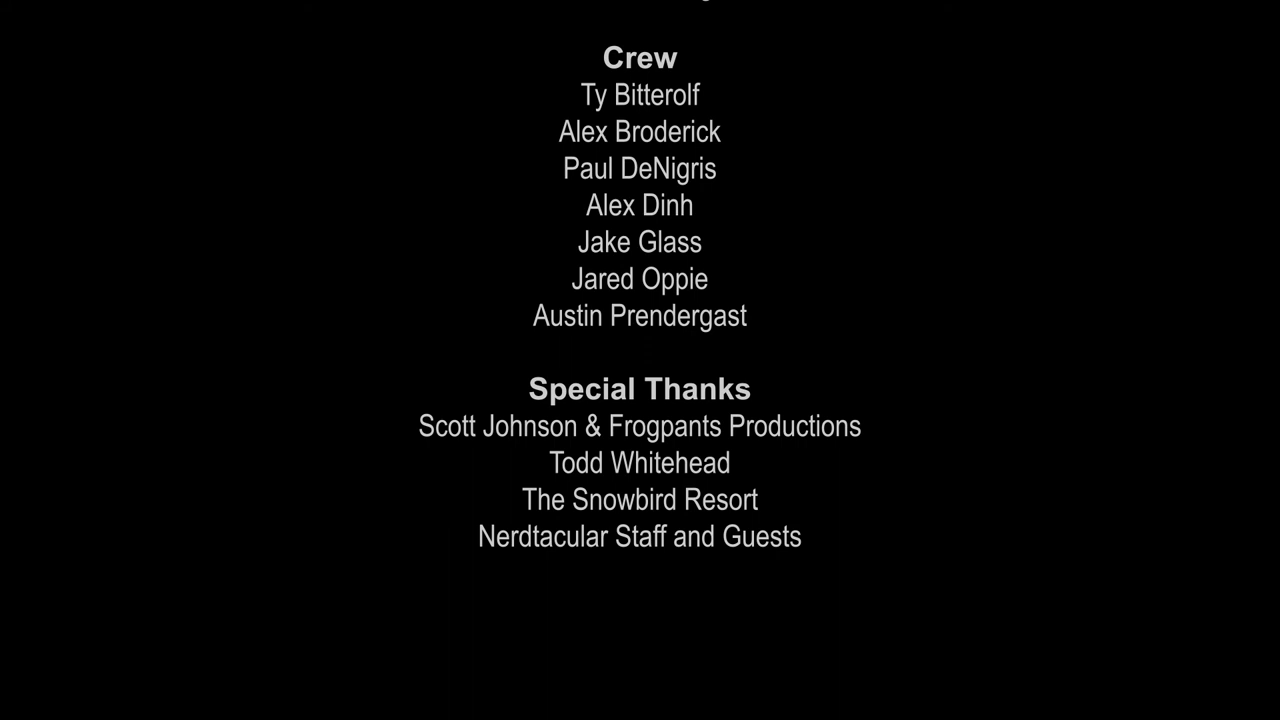 Crew
Ty Bitterolf
Alex Broderick
Paul DeNigris
Alex Dinh
Jake Glass
Jared Oppie
Austin Prendergast
Special Thanks
Scott Johnson & Frogpants Productions
Todd Whitehead
The Snowbird Resort
Nerdtacular Staff and Guests